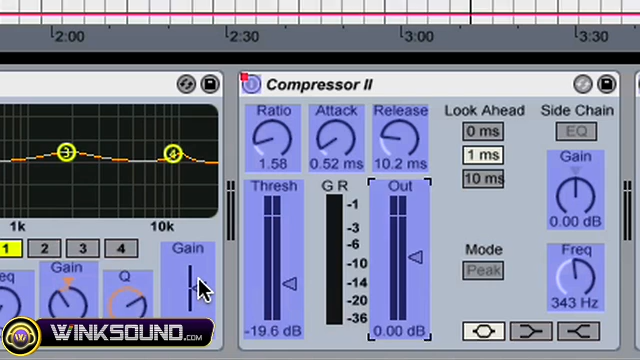 2:00 2:30 3:00 3:30
Compressor II
Ratio Attack Release Look Ahead Side Chain
1.58 0.52 ms 10.2 ms
0 ms EQ
1 ms Gain
10 ms
0.00 dB
Thresh G R Out
-1
-3
-6
-10
-14
-20
-36
-19.6 dB 0.00 dB
Mode Freq
Peak
343 Hz
3 4
1k 10k
1 2 3 4 Gain
Gain Q
WINKSOUND.COM